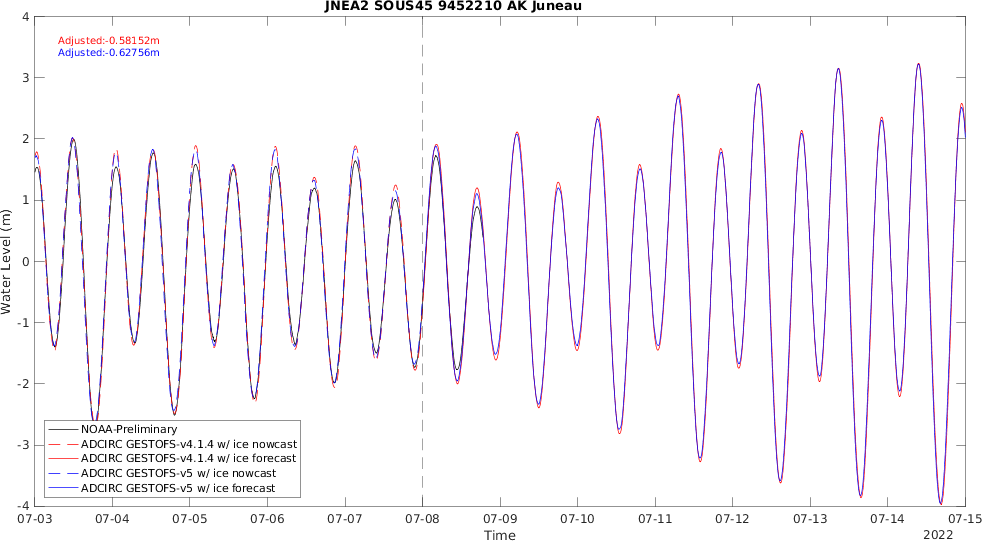 JNEA2 SOUS45 9452210 AK Juneau
Adjusted:-0.58152m
Adjusted:-0.62756m
4
3
2
1
0
-1
-2
-3
-4
Water Level (m)
NOAA-Preliminary
ADCIRC GESTOFS-v4.1.4 w/ ice nowcast
ADCIRC GESTOFS-v4.1.4 w/ ice forecast
ADCIRC GESTOFS-v5 w/ ice nowcast
ADCIRC GESTOFS-v5 w/ ice forecast
07-03 07-04 07-05 07-06 07-07 07-08 07-09 07-10 07-11 07-12 07-13 07-14 07-15
Time
2022